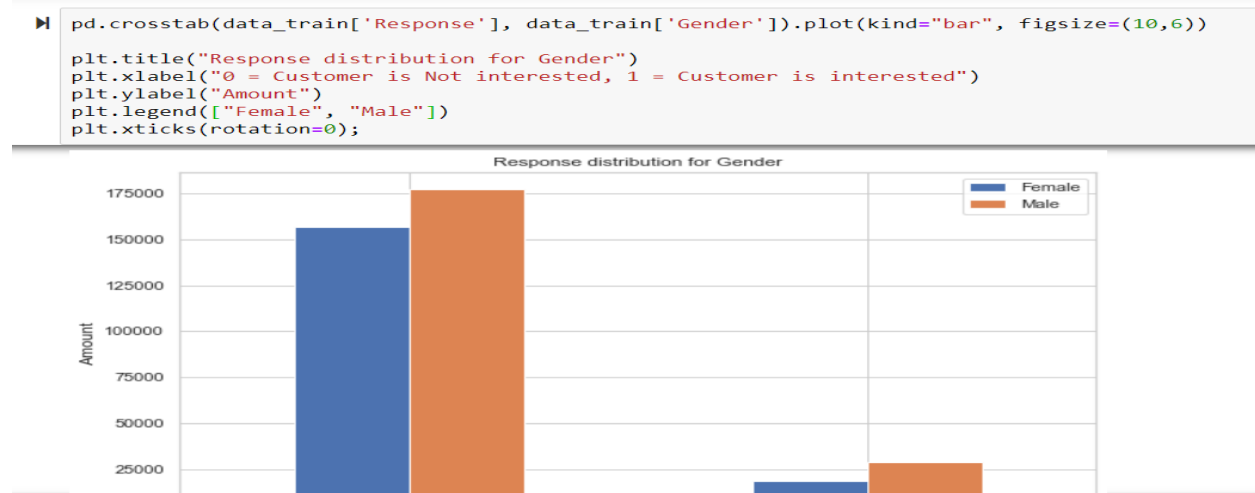 pd.crosstab(data_train['Response'], data_train['Gender']).plot(kind="bar", figsize=(10,6))
plt.title("Response distribution for Gender")
plt.xlabel("0 = Customer is Not interested, 1 = Customer is interested")
plt.ylabel("Amount")
plt.legend(["Female", "Male"])
plt.xticks(rotation=0);
Response distribution for Gender
Female
Male
175000
150000
125000
100000
75000
50000
25000
Amount